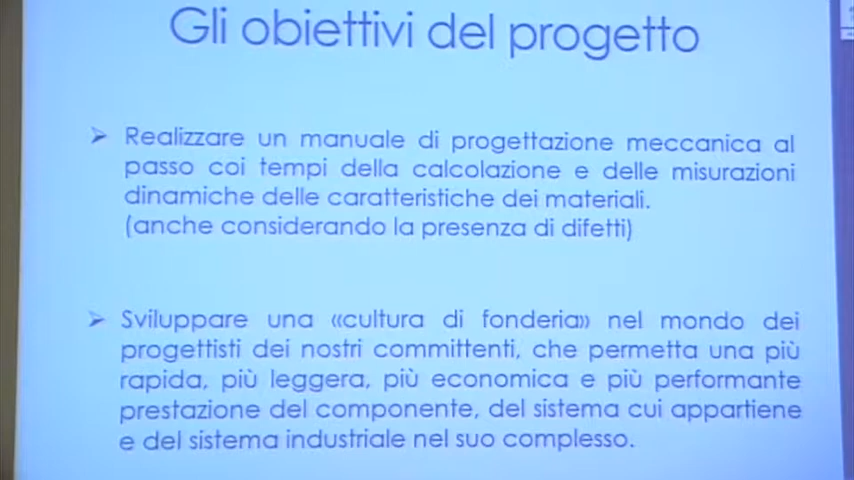 Gli obiettivi del progetto
➢ Realizzare un manuale di progettazione meccanica al
passo coi tempi della calcolazione e delle misurazioni
dinamiche delle caratteristiche dei materiali.
(anche considerando la presenza di difetti)
➢ Sviluppare una «cultura di fonderia» nel mondo dei
progettisti dei nostri committenti, che permetta una più
rapida, più leggera, più economica e più performante
prestazione del componente, del sistema cui appartiene
e del sistema industriale nel suo complesso.